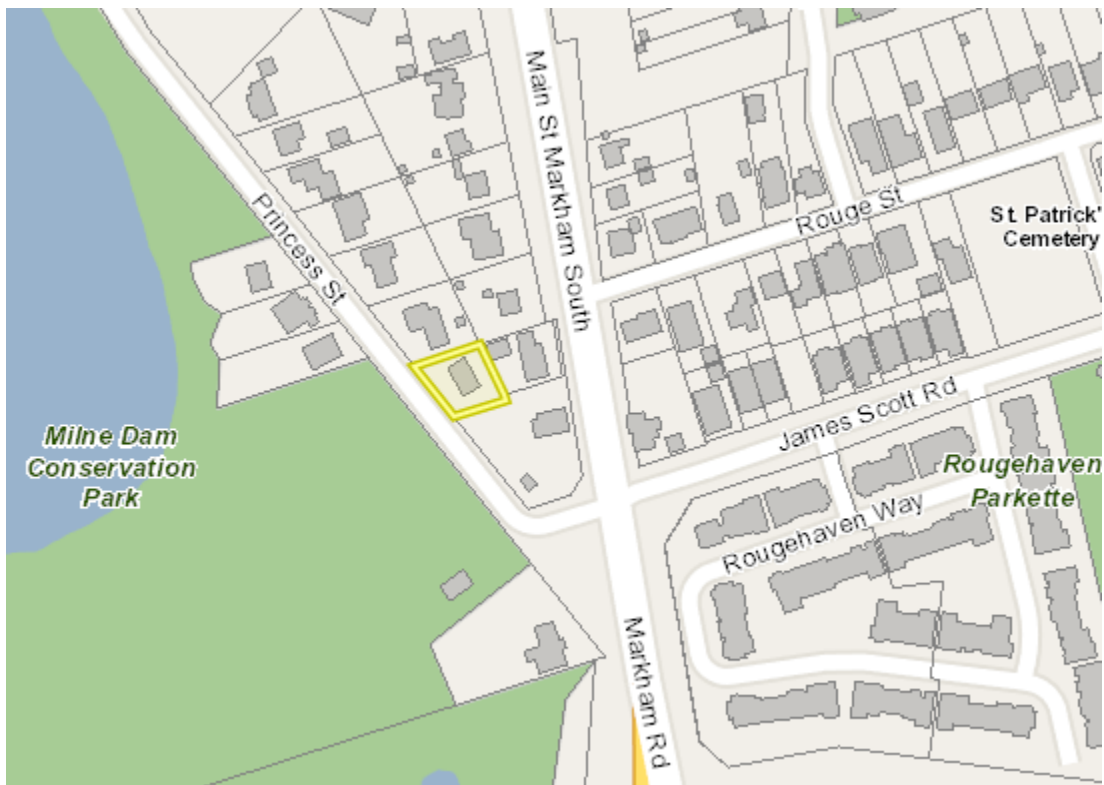 Main St Markham South
Princess St
Rouge St
St. Patrick'
Cemetery
James Scott Rd
Milne Dam
Conservation
Park
Rougehaven
Parkette
Rougehaven Way
Markham Rd